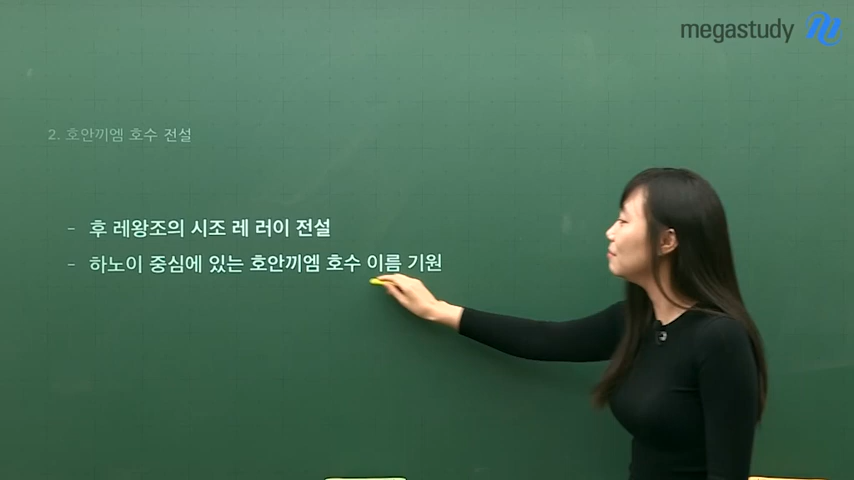 megastudy
2. 호안끼엠 호수 전설
- 후 레왕조의 시조 레 러이 전설
- 하노이 중심에 있는 호안끼엠 호수 이름 기원